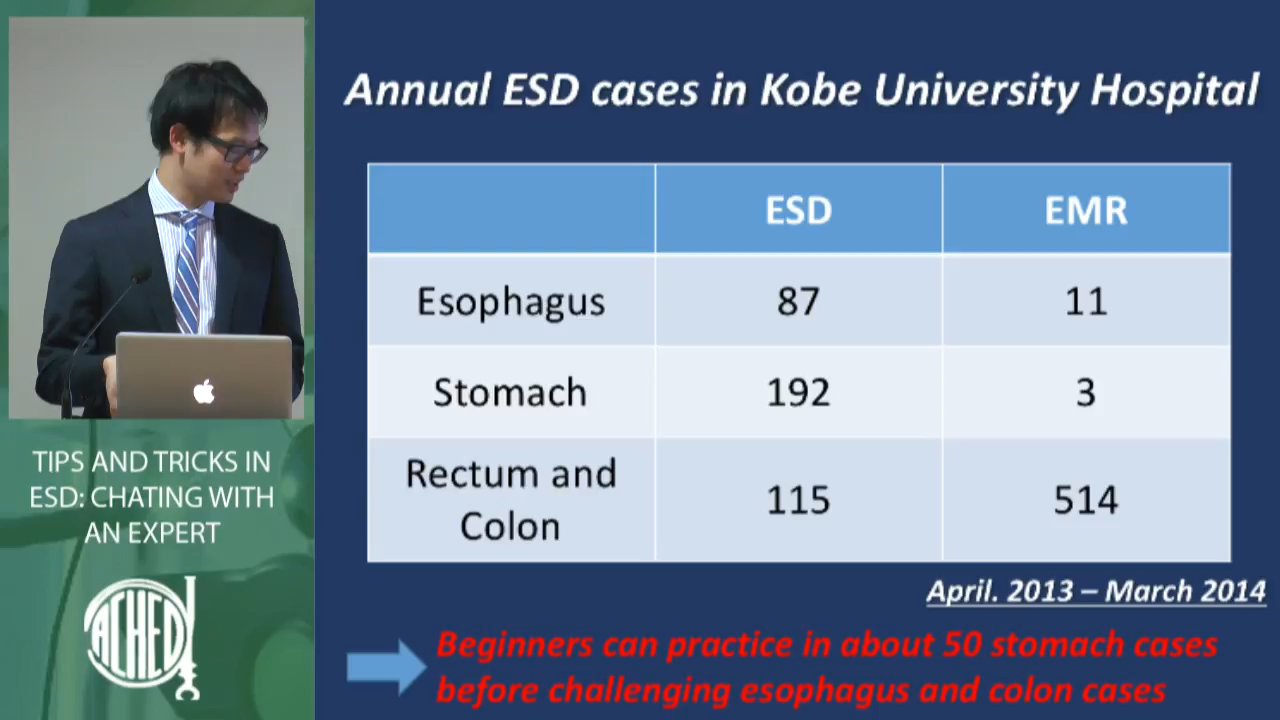 Annual ESD cases in Kobe University Hospital
ESD EMR
Esophagus 87 11
Stomach 192 3
Rectum and
Colon 115 514
April. 2013 – March 2014
Beginners can practice in about 50 stomach cases
before challenging esophagus and colon cases
TIPS AND TRICKS IN
ESD: CHATING WITH
AN EXPERT
ACHED